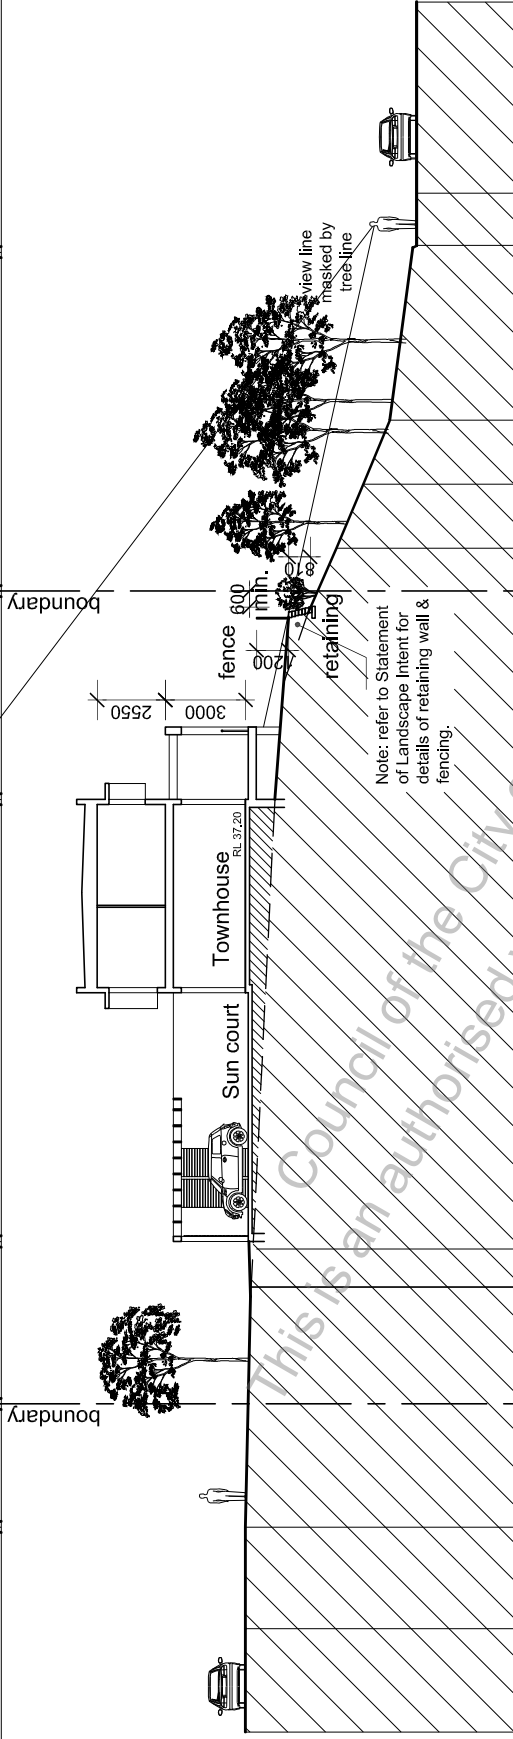 boundary
Sun court
Townhouse
RL 37.20
2550
3000
fence
1200
600
min.
boundary
810
retaining
view line
masked by
tree line
Note: refer to Statement
of Landscape Intent for
details of retaining wall &
fencing.
Council of the City
This is an authorised